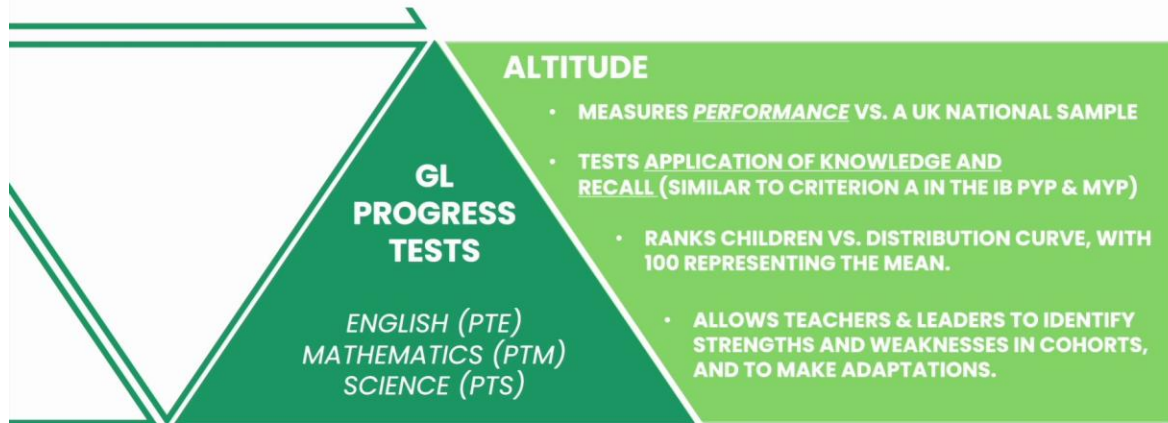 GL
PROGRESS
TESTS
ENGLISH (PTE)
MATHEMATICS (PTM)
SCIENCE (PTS)
ALTITUDE
• MEASURES PERFORMANCE VS. A UK NATIONAL SAMPLE
• TESTS APPLICATION OF KNOWLEDGE AND
RECALL (SIMILAR TO CRITERION A IN THE IB PYP & MYP)
• RANKS CHILDREN VS. DISTRIBUTION CURVE, WITH
100 REPRESENTING THE MEAN.
• ALLOWS TEACHERS & LEADERS TO IDENTIFY
STRENGTHS AND WEAKNESSES IN COHORTS,
AND TO MAKE ADAPTATIONS.